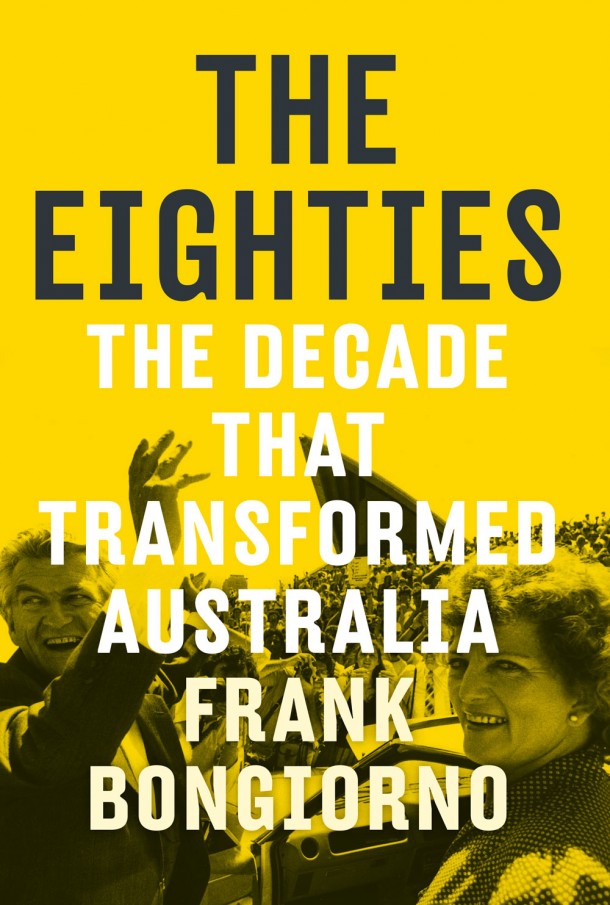 THE
EIGHTIES
THE DECADE
THAT
TRANSFORMED
AUSTRALIA
FRANK
BONGIORNO